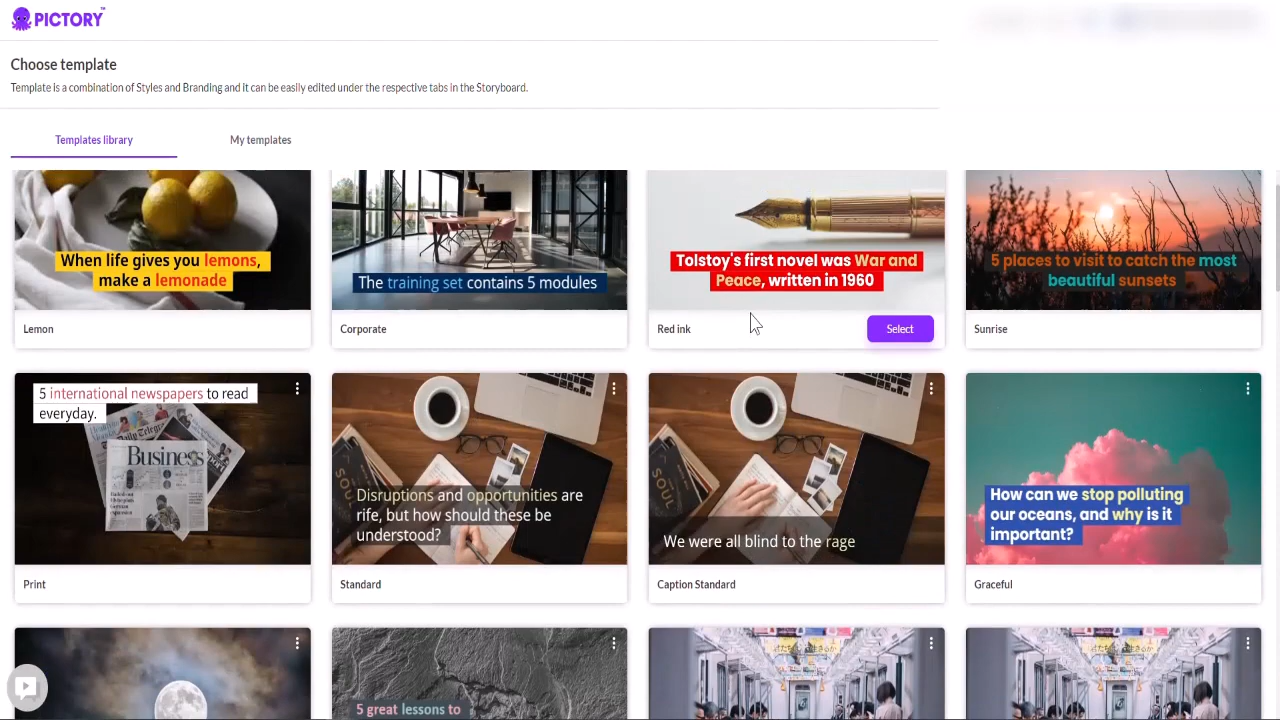 PICTORY™
Choose template
Template is a combination of Styles and Branding and it can be easily edited under the respective tabs in the Storyboard.
Templates library
My templates
When life gives you lemons,
make a lemonade
The training set contains 5 modules
Tolstoy's first novel was War and
Peace, written in 1960
5 places to visit to catch the most
beautiful sunsets
Lemon
Corporate
Red ink
Select
Sunrise
5 international newspapers to read
everyday.
Daily Telegra
Business
SOUL
Disruptions and opportunities are
rife, but how should these be
understood?
SOUL
We were all blind to the rage
How can we stop polluting
our oceans, and why is it
important?
Print
Standard
Caption Standard
Graceful
5 great lessons to